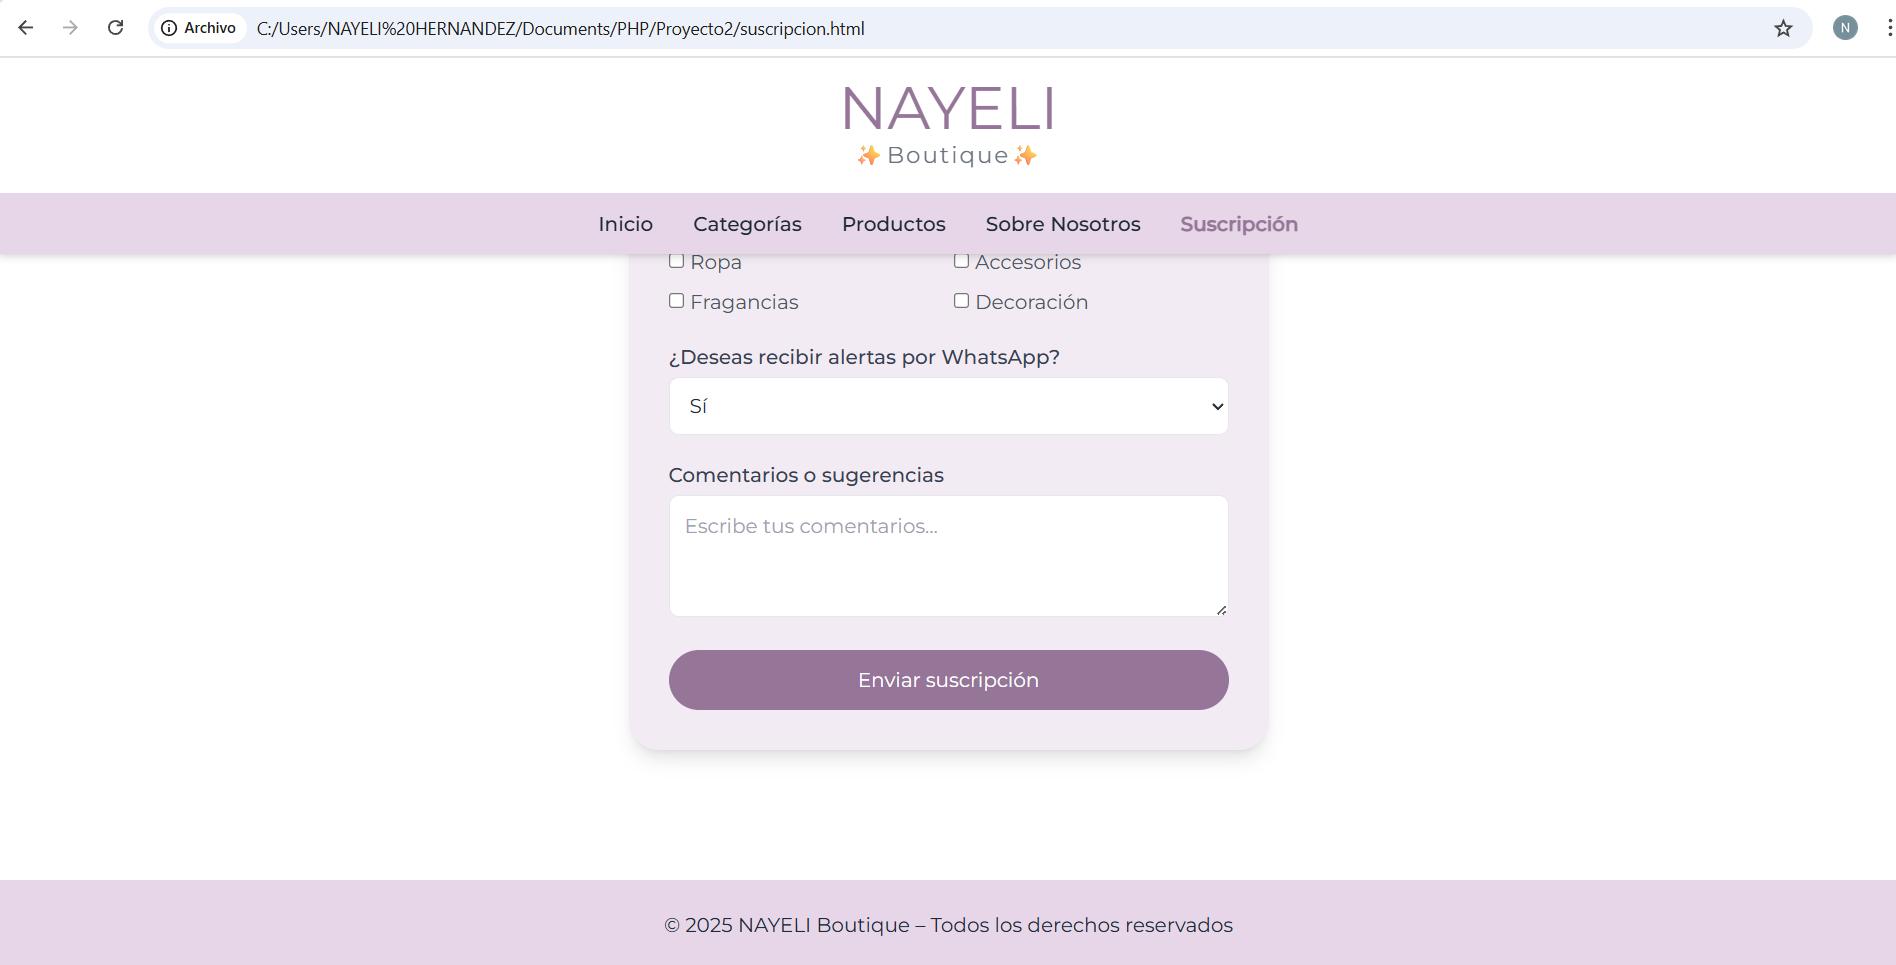 Archivo C:/Users/NAYELI%20HERNANDEZ/Documents/PHP/Proyecto2/suscripcion.html N
NAYELI
✨Boutique✨
Inicio Categorías Productos Sobre Nosotros Suscripción
Ropa Accesorios
Fragancias Decoración
¿Deseas recibir alertas por WhatsApp?
Sí
Comentarios o sugerencias
Escribe tus comentarios...
Enviar suscripción
© 2025 NAYELI Boutique – Todos los derechos reservados